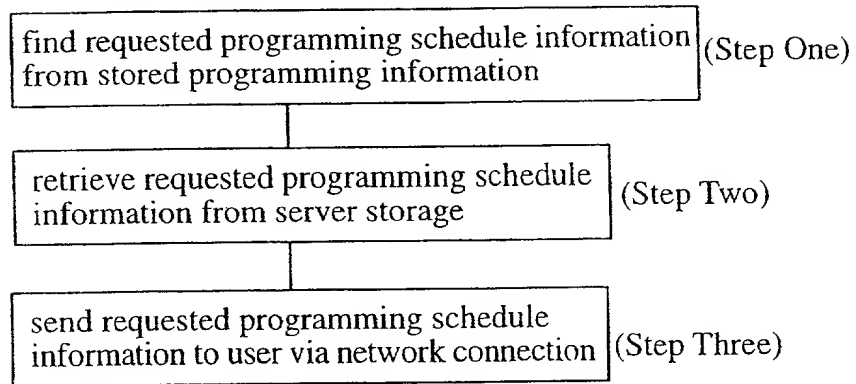 find requested programming schedule information
from stored programming information
(Step One)
retrieve requested programming schedule
information from server storage
(Step Two)
send requested programming schedule
information to user via network connection
(Step Three)